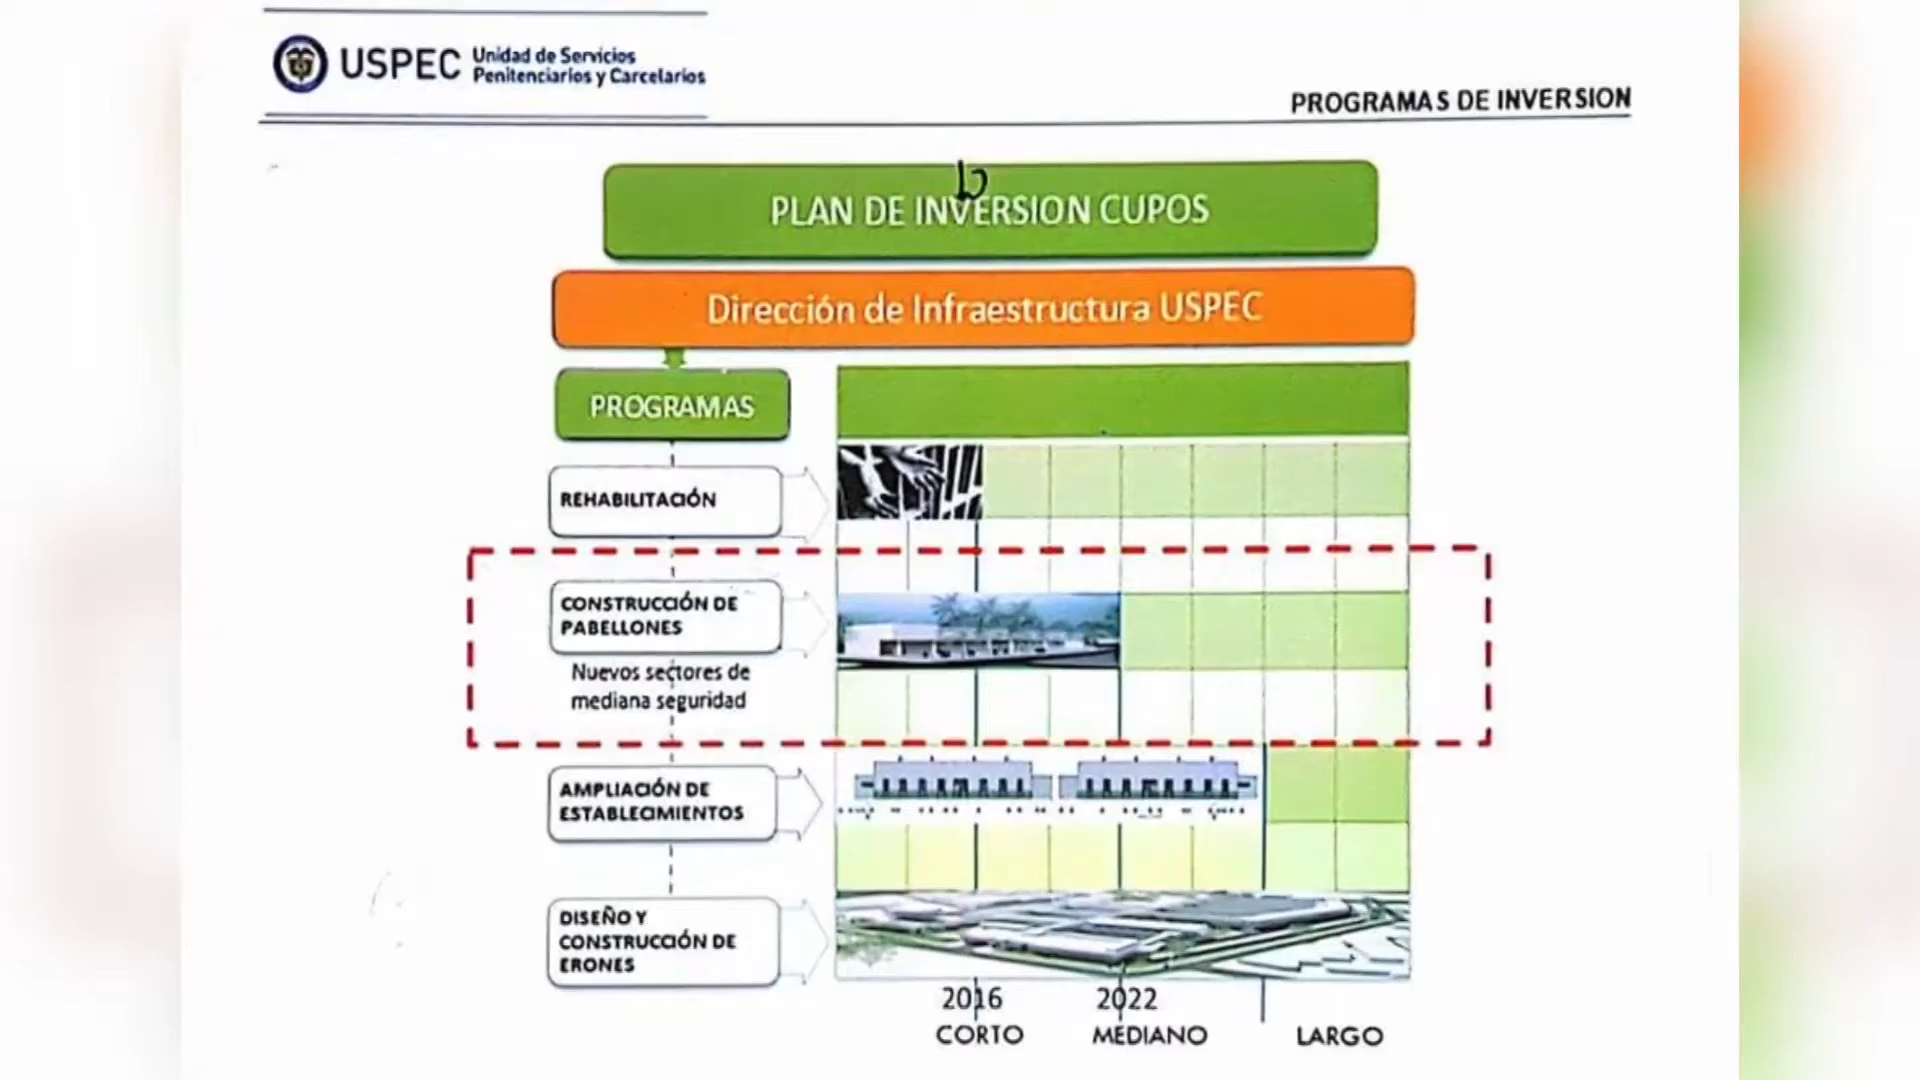 USPEC Unidad de Servicios
Penitenciarios y Carcelarios
PROGRAMAS DE INVERSION
PLAN DE INVERSION CUPOS
Dirección de Infraestructura USPEC
PROGRAMAS
REHABILITACIÓN
CONSTRUCCIÓN DE
PABELLONES
Nuevos sectores de
mediana seguridad
AMPLIACIÓN DE
ESTABLECIMIENTOS
DISEÑO Y
CONSTRUCCIÓN DE
ERONES
2016 2022
CORTO MEDIANO LARGO